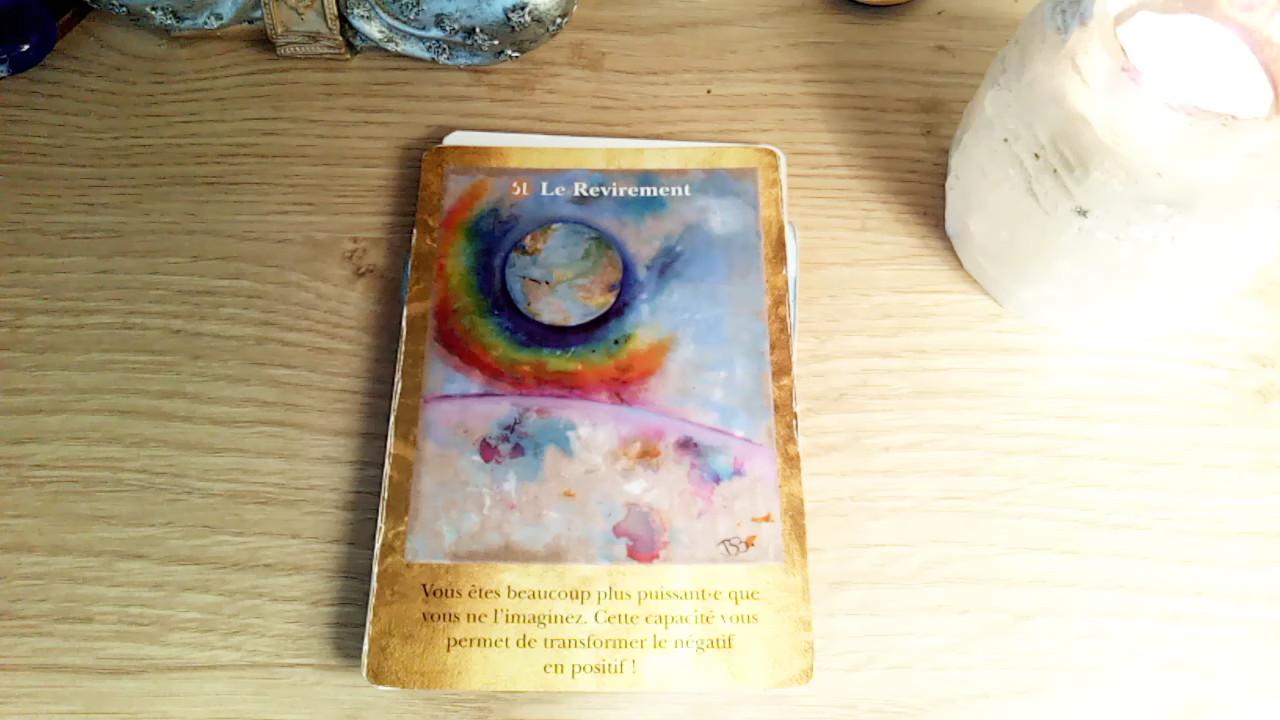 51 Le Revirement
TSB
Vous êtes beaucoup plus puissant·e que
vous ne l'imaginez. Cette capacité vous
permet de transformer le négatif
en positif !